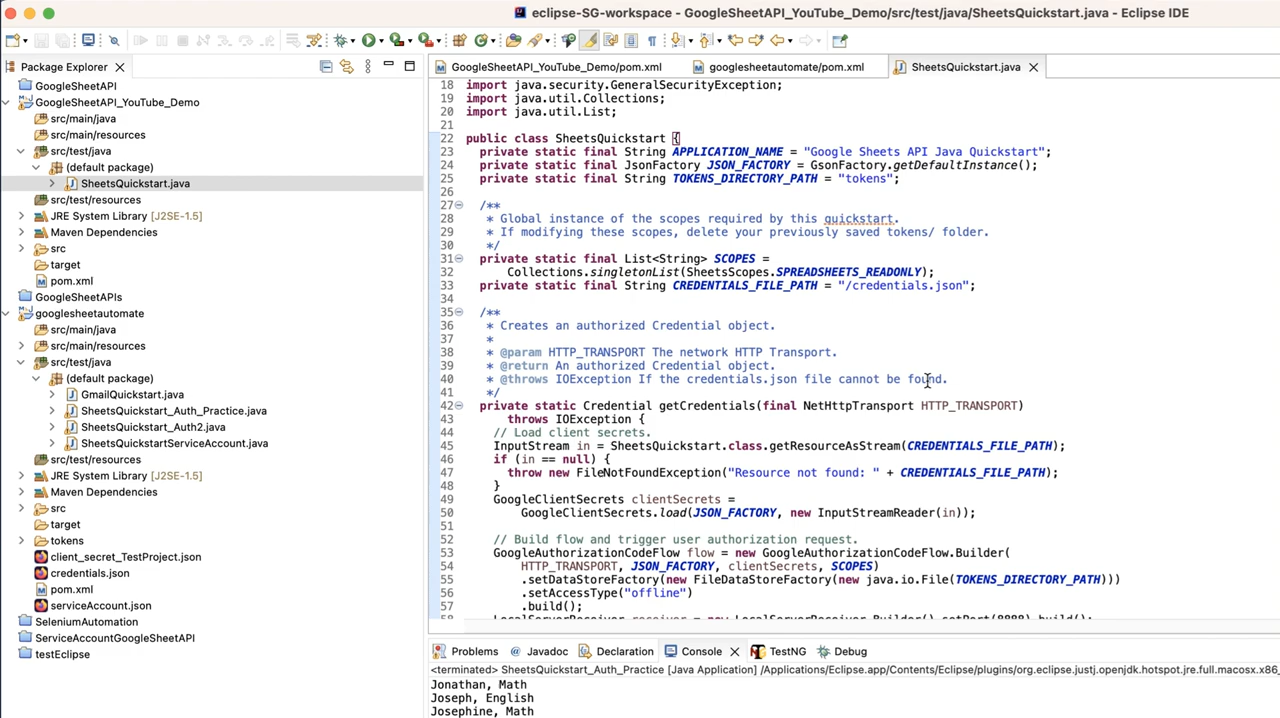 eclipse-SG-workspace - GoogleSheetAPI_YouTube_Demo/src/test/java/SheetsQuickstart.java - Eclipse IDE
Package Explorer
GoogleSheetAPI
GoogleSheetAPI_YouTube_Demo
src/main/java
src/main/resources
src/test/java
(default package)
SheetsQuickstart.java
src/test/resources
JRE System Library [J2SE-1.5]
Maven Dependencies
src
target
pom.xml
GoogleSheetAPIs
googlesheetautomate
src/main/java
src/main/resources
src/test/java
(default package)
GmailQuickstart.java
SheetsQuickstart_Auth_Practice.java
SheetsQuickstart_Auth2.java
SheetsQuickstartServiceAccount.java
src/test/resources
JRE System Library [J2SE-1.5]
Maven Dependencies
src
target
tokens
client_secret_TestProject.json
credentials.json
pom.xml
serviceAccount.json
SeleniumAutomation
ServiceAccountGoogleSheetAPI
testEclipse
GoogleSheetAPI_YouTube_Demo/pom.xml googlesheetautomate/pom.xml SheetsQuickstart.java
18 import java.security.GeneralSecurityException;
19 import java.util.Collections;
20 import java.util.List;
21
22 public class SheetsQuickstart {
23 private static final String APPLICATION_NAME = "Google Sheets API Java Quickstart";
24 private static final JsonFactory JSON_FACTORY = GsonFactory.getDefaultInstance();
25 private static final String TOKENS_DIRECTORY_PATH = "tokens";
26
27 /**
28 * Global instance of the scopes required by this quickstart.
29 * If modifying these scopes, delete your previously saved tokens/ folder.
30 */
31 private static final List<String> SCOPES =
32 Collections.singletonList(SheetsScopes.SPREADSHEETS_READONLY);
33 private static final String CREDENTIALS_FILE_PATH = "/credentials.json";
34
35 /**
36 * Creates an authorized Credential object.
37 *
38 * @param HTTP_TRANSPORT The network HTTP Transport.
39 * @return An authorized Credential object.
40 * @throws IOException If the credentials.json file cannot be found.
41 */
42 private static Credential getCredentials(final NetHttpTransport HTTP_TRANSPORT)
43 throws IOException {
44 // Load client secrets.
45 InputStream in = SheetsQuickstart.class.getResourceAsStream(CREDENTIALS_FILE_PATH);
46 if (in == null) {
47 throw new FileNotFoundException("Resource not found: " + CREDENTIALS_FILE_PATH);
48 }
49 GoogleClientSecrets clientSecrets =
50 GoogleClientSecrets.load(JSON_FACTORY, new InputStreamReader(in));
51
52 // Build flow and trigger user authorization request.
53 GoogleAuthorizationCodeFlow flow = new GoogleAuthorizationCodeFlow.Builder(
54 HTTP_TRANSPORT, JSON_FACTORY, clientSecrets, SCOPES)
55 .setDataStoreFactory(new FileDataStoreFactory(new java.io.File(TOKENS_DIRECTORY_PATH)))
56 .setAccessType("offline")
57 .build();
58 LocalServerReceiver receiver = new LocalServerReceiver.Builder().setPort(8888).build();
Problems Javadoc Declaration Console TestNG Debug
<terminated> SheetsQuickstart_Auth_Practice [Java Application] /Applications/Eclipse.app/Contents/Eclipse/plugins/org.eclipse.justj.openjdk.hotspot.jre.full.macosx.x86_
Jonathan, Math
Joseph, English
Josephine, Math